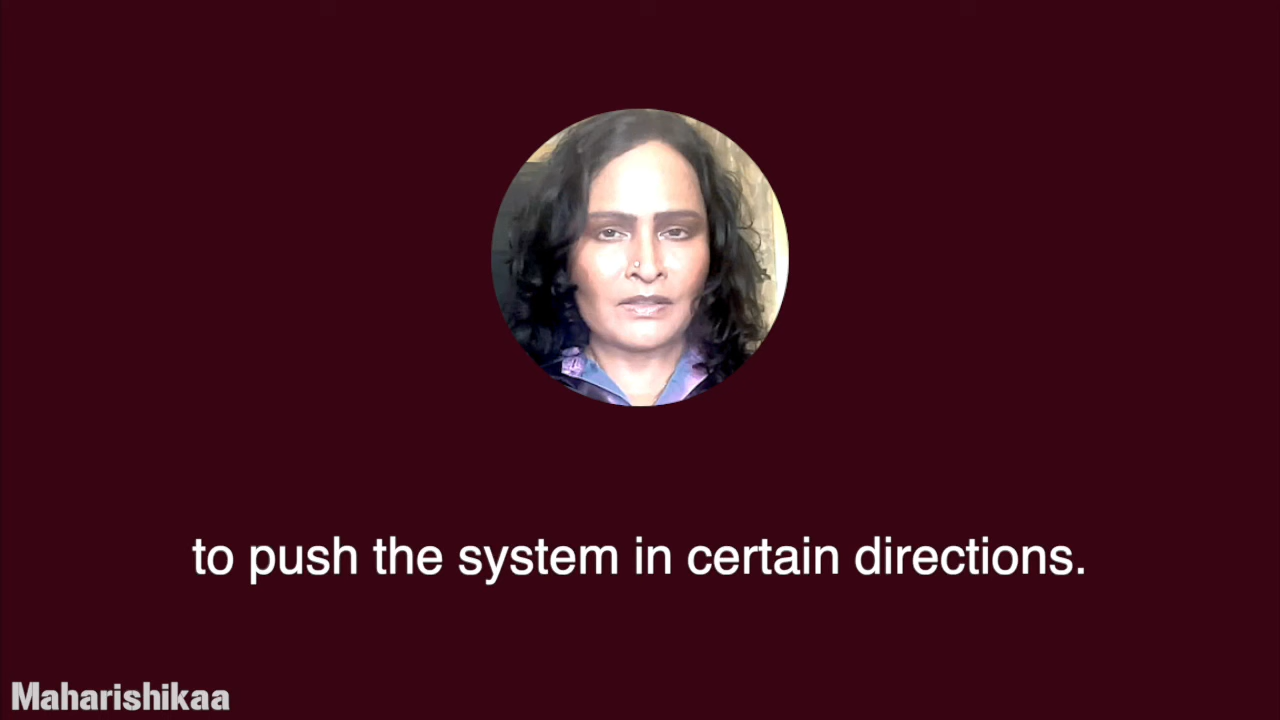 to push the system in certain directions.
Maharishikaa